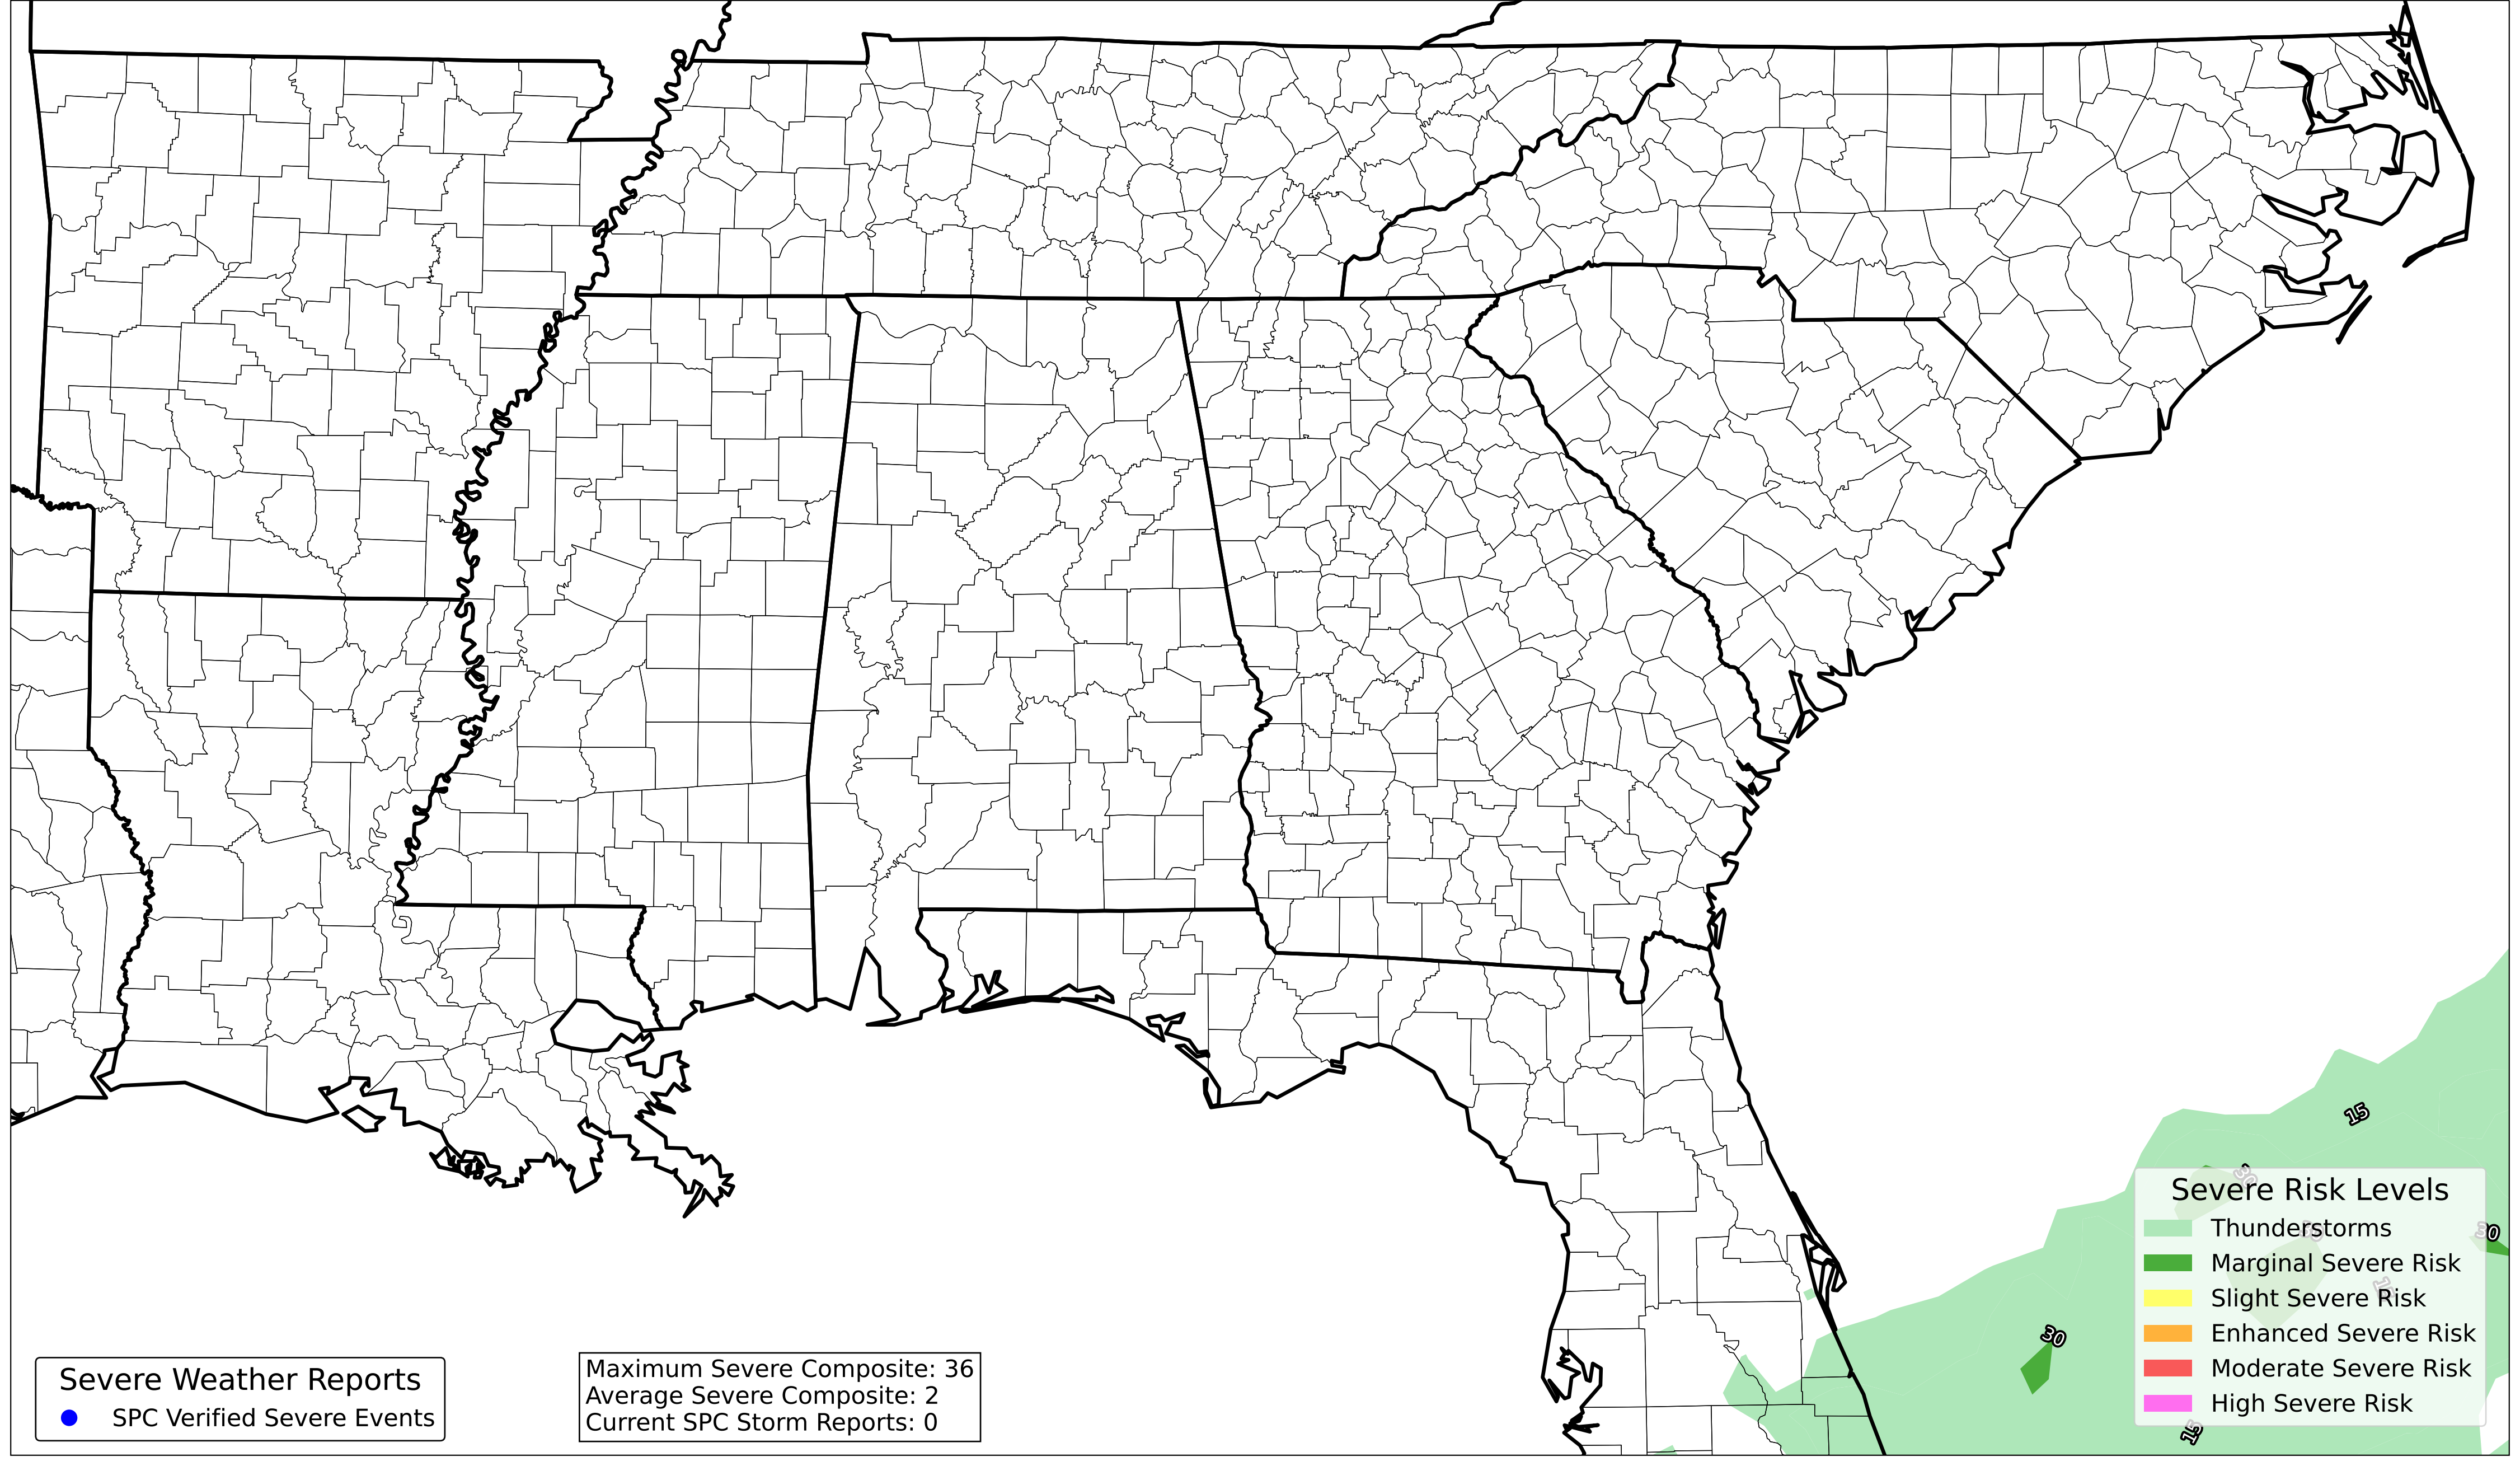 15
30
Severe Risk Levels
Thunderstorms
30
Marginal Severe Risk
Slight Severe Risk
Enhanced Severe Risk
Moderate Severe Risk
High Severe Risk
30
15
Severe Weather Reports
SPC Verified Severe Events
Maximum Severe Composite: 36
Average Severe Composite: 2
Current SPC Storm Reports: 0